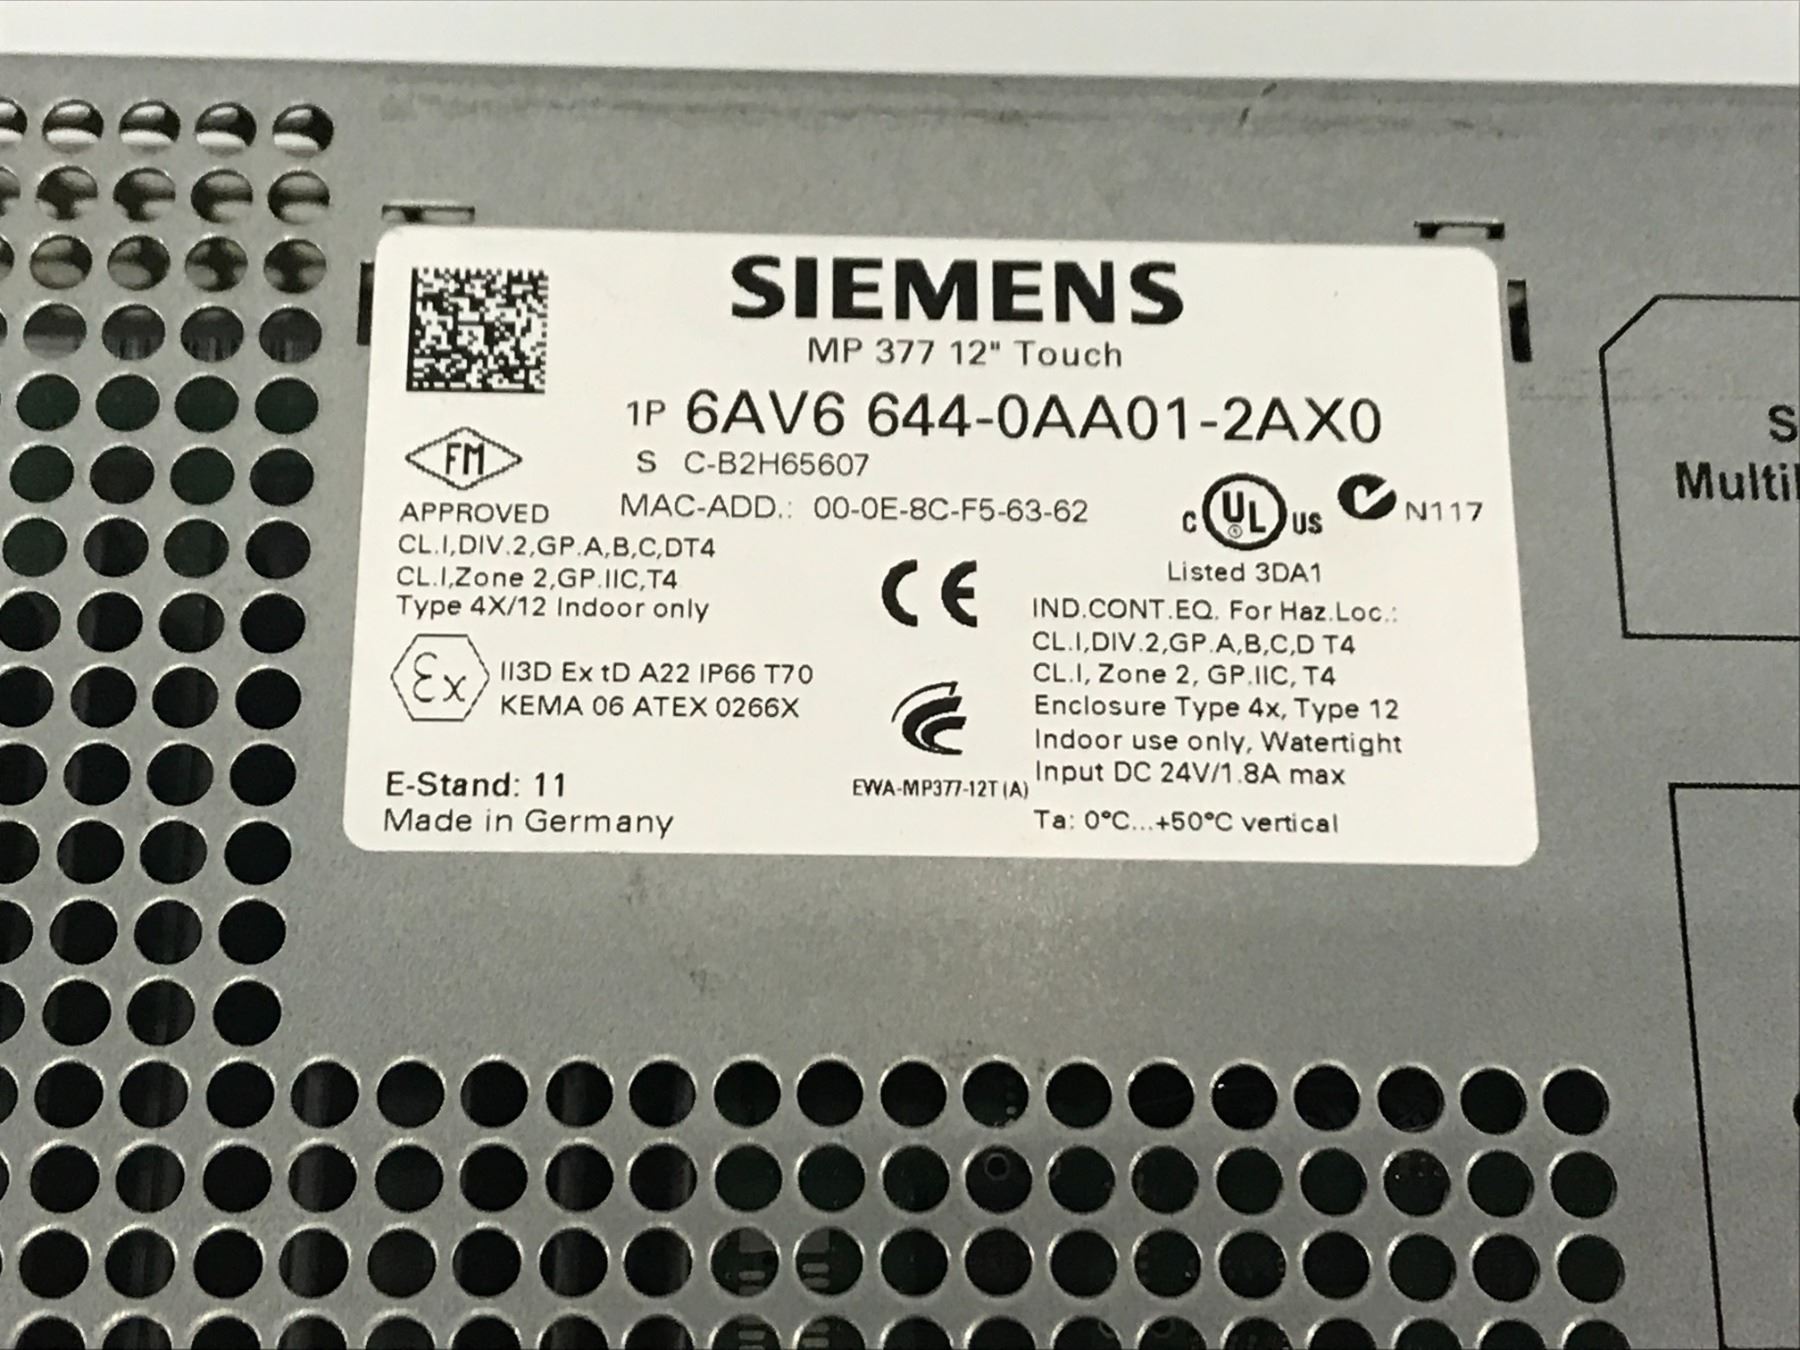 SIEMENS
MP 377 12" Touch
1P 6AV6 644-0AA01-2AX0
S C-B2H65607
MAC-ADD.: 00-0E-8C-F5-63-62
FM
APPROVED
CL.I,DIV.2,GP.A,B,C,DT4
CL.I,Zone 2,GP.IIC,T4
Type 4X/12 Indoor only
Ex
II3D Ex tD A22 IP66 T70
KEMA 06 ATEX 0266X
E-Stand: 11
Made in Germany
CE
EWA-MP377-12T(A)
C UL ® US
N117
Listed 3DA1
IND.CONT.EQ. For Haz.Loc.:
CL.I,DIV.2,GP.A,B,C,D T4
CL.I, Zone 2, GP.IIC, T4
Enclosure Type 4x, Type 12
Indoor use only, Watertight
Input DC 24V/1.8A max
Ta: 0°C...+50°C vertical